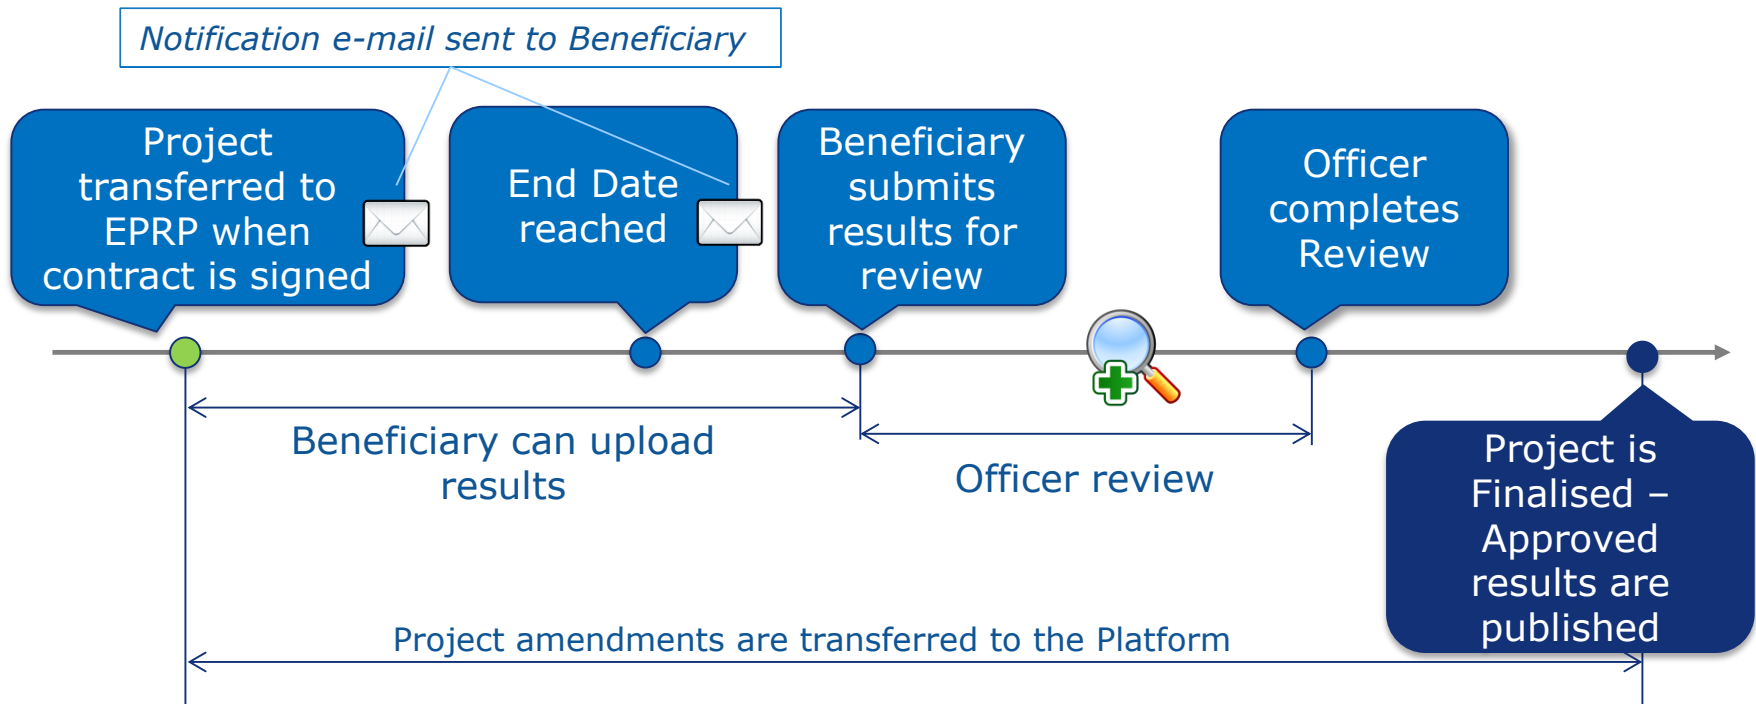 Notification e-mail sent to Beneficiary
Project
transferred to
EPRP when
contract is signed
End Date
reached
Beneficiary
submits
results for
review
Officer
completes
Review
Beneficiary can upload
results
Officer review
Project is
Finalised –
Approved
results are
published
Project amendments are transferred to the Platform